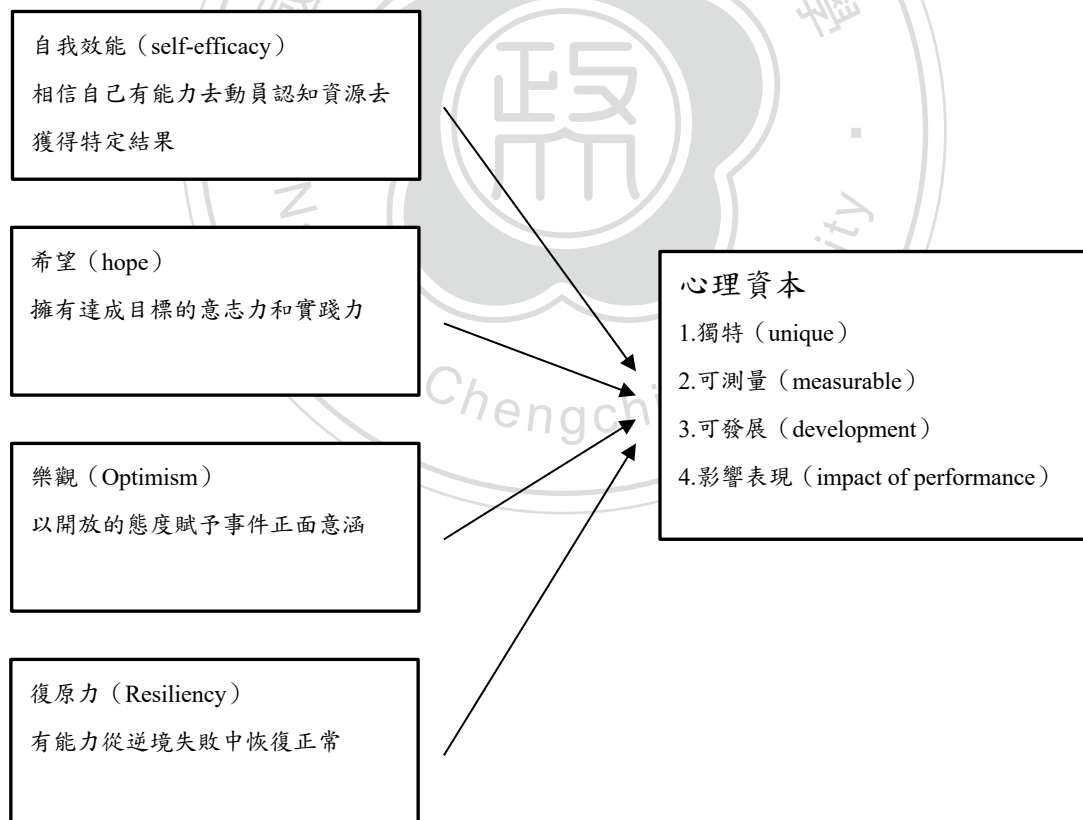 自我效能（self-efficacy）
相信自己有能力去動員認知資源去
獲得特定結果
希望（hope）
擁有達成目標的意志力和實踐力
樂觀（Optimism）
以開放的態度賦予事件正面意涵
復原力（Resiliency）
有能力從逆境失敗中恢復正常
心理資本
1.獨特（unique）
2.可測量（measurable）
3.可發展（development）
4.影響表現（impact of performance）
政
Chengchi
ity